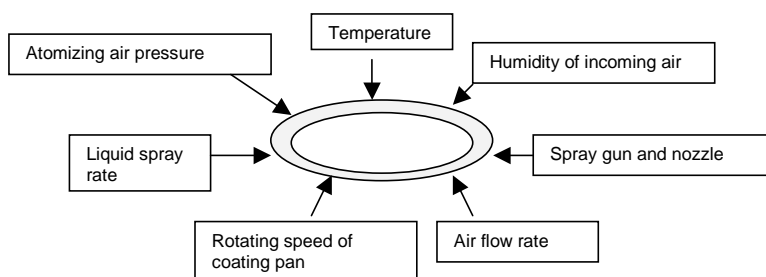 Temperature
Atomizing air pressure
Humidity of incoming air
Liquid spray
rate
Spray gun and nozzle
Rotating speed of
coating pan
Air flow rate